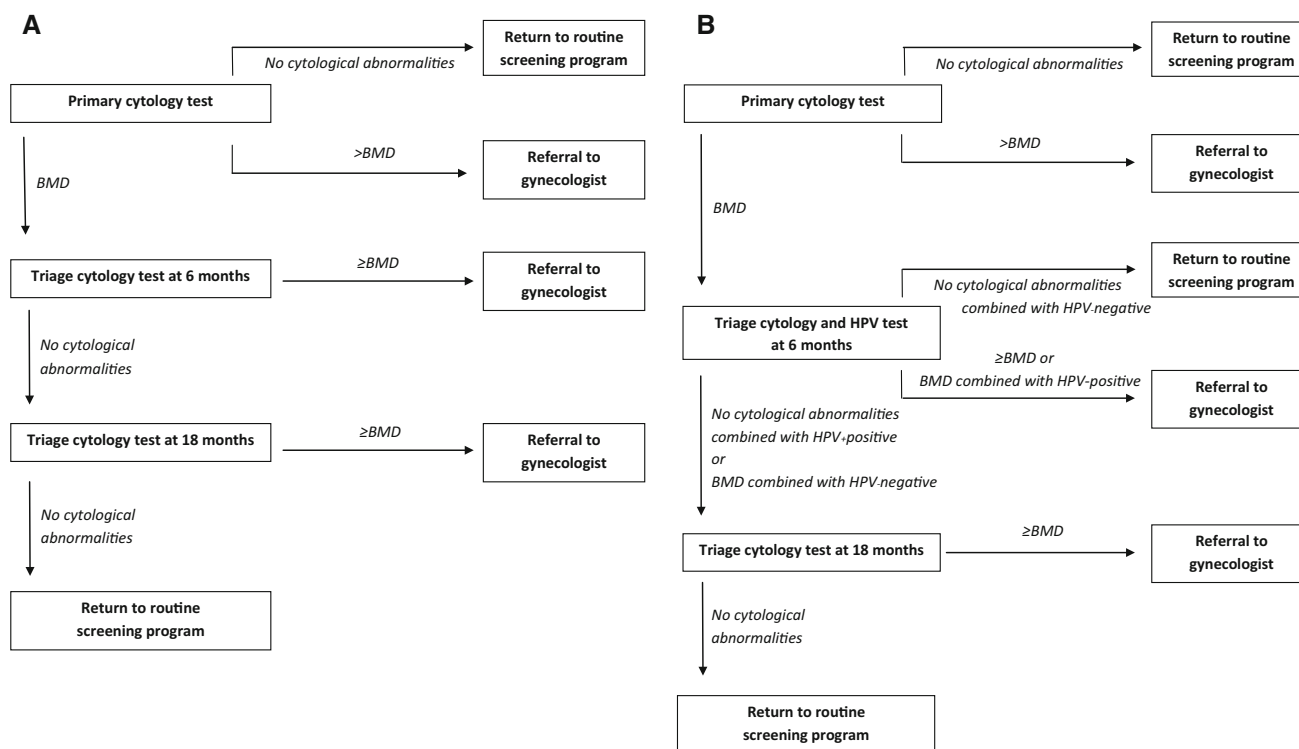 A
Return to routine
screening program
No cytological abnormalities
Primary cytology test
>BMD
Referral to
gynecologist
BMD
Triage cytology test at 6 months
≥BMD
Referral to
gynecologist
No cytological
abnormalities
Triage cytology test at 18 months
≥BMD
Referral to
gynecologist
No cytological
abnormalities
Return to routine
screening program
B
Return to routine
screening program
No cytological abnormalities
Primary cytology test
>BMD
Referral to
gynecologist
BMD
Return to routine
screening program
No cytological abnormalities
combined with HPV-negative
Triage cytology and HPV test
at 6 months
≥BMD or
BMD combined with HPV-positive
Referral to
gynecologist
No cytological abnormalities
combined with HPV+positive
or
BMD combined with HPV-negative
Triage cytology test at 18 months
≥BMD
Referral to
gynecologist
No cytological
abnormalities
Return to routine
screening program